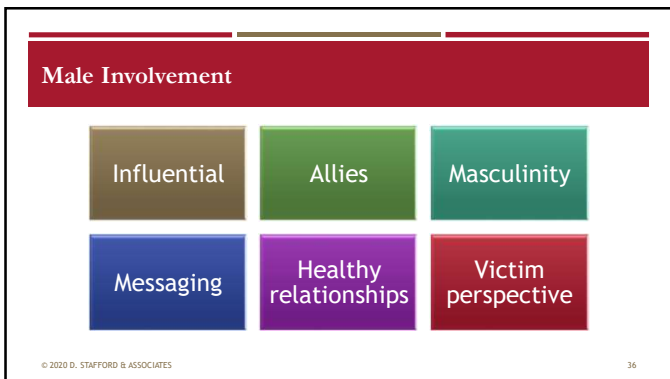 Male Involvement
Influential
Allies
Masculinity
Messaging
Healthy
relationships
Victim
perspective
© 2020 D. STAFFORD & ASSOCIATES
36